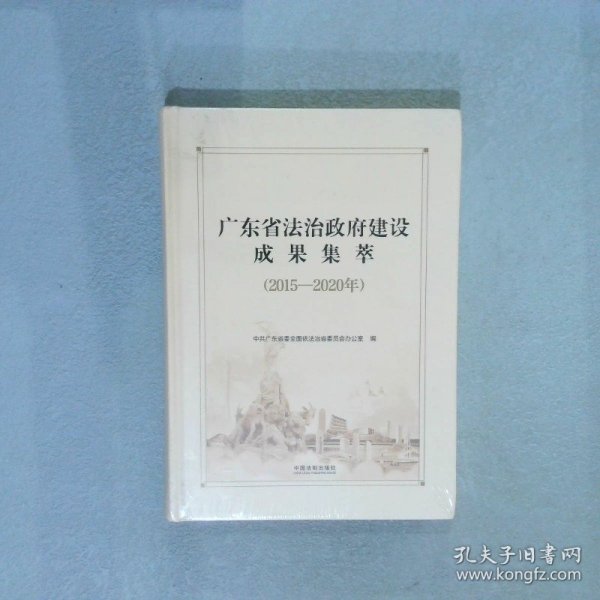 广东省法治政府建设
成果集萃
(2015—2020年)
中共广东省委全面依法治省委员会办公室 编
中国法制出版社
孔夫子旧书网
www.kongfz.com